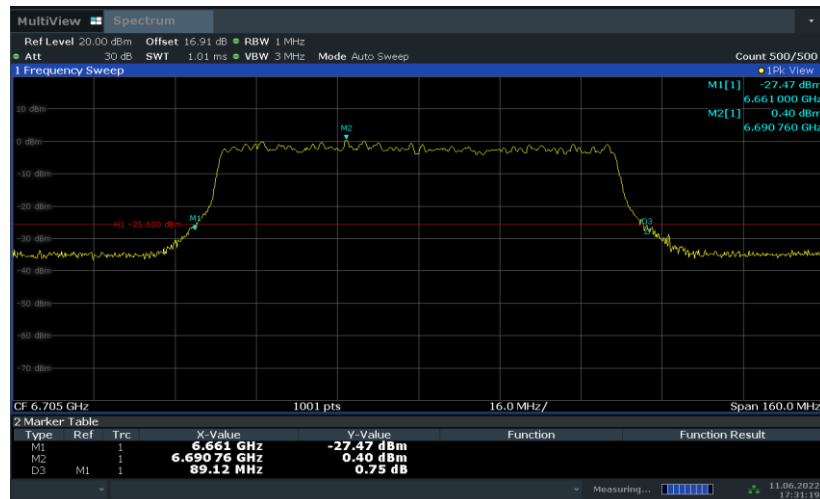 MultiView Spectrum
Ref Level 20.00 dBm Offset 16.91 dB RBW 1 MHz
Att 30 dB SWT 1.01 ms VBW 3 MHz Mode Auto Sweep Count 500/500
1 Frequency Sweep 1Pk View
M1[1] -27.47 dBm
6.661 000 GHz
10 dBm
M2[1] 0.40 dBm
6.690 760 GHz
M2
0 dBm
-10 dBm
-20 dBm
M1
D3
H1 -25.600 dBm
-30 dBm
-40 dBm
-50 dBm
-60 dBm
-70 dBm
CF 6.705 GHz 1001 pts 16.0 MHz/ Span 160.0 MHz
2 Marker Table
Type Ref Trc X-Value Y-Value Function Function Result
M1 1 6.661 GHz -27.47 dBm
M2 1 6.690 76 GHz 0.40 dBm
D3 M1 1 89.12 MHz 0.75 dB
Measuring... 11.06.2022
17:31:19